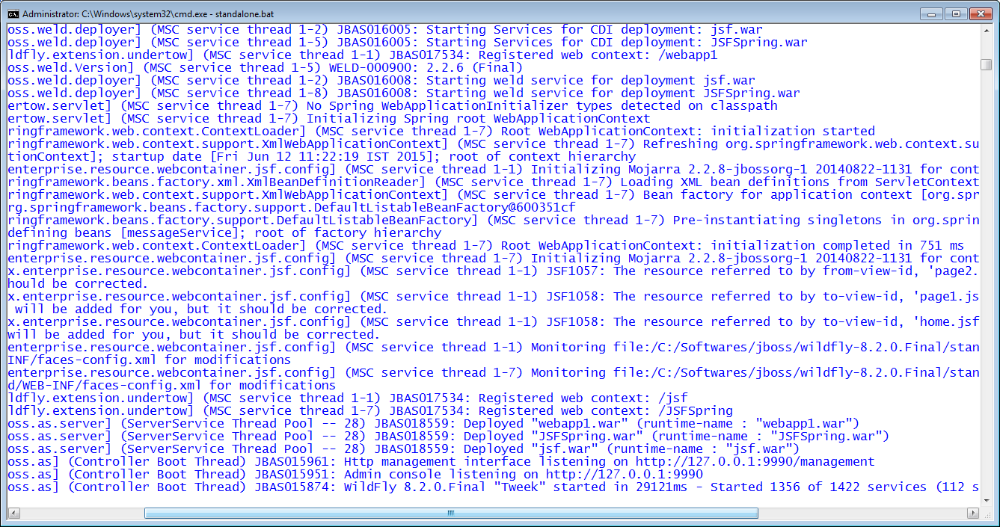 Administrator: C:\Windows\system32\cmd.exe - standalone.bat
oss.weld.deployer] (MSC service thread 1-2) JBAS016005: Starting Services for CDI deployment: jsf.war
oss.weld.deployer] (MSC service thread 1-5) JBAS016005: Starting Services for CDI deployment: JSFSpring.war
ldfly.extension.undertow] (MSC service thread 1-1) JBAS017534: Registered web context: /webapp1
oss.weld.Version] (MSC service thread 1-5) WELD-000900: 2.2.6 (Final)
oss.weld.deployer] (MSC service thread 1-2) JBAS016008: Starting weld service for deployment jsf.war
oss.weld.deployer] (MSC service thread 1-8) JBAS016008: Starting weld service for deployment JSFSpring.war
ertow.servlet] (MSC service thread 1-7) No Spring WebApplicationInitializer types detected on classpath
ertow.servlet] (MSC service thread 1-7) Initializing Spring root WebApplicationContext
ringframework.web.context.ContextLoader] (MSC service thread 1-7) Root WebApplicationContext: initialization started
ringframework.web.context.support.XmlWebApplicationContext] (MSC service thread 1-7) Refreshing org.springframework.web.context.su
tionContext]; startup date [Fri Jun 12 11:22:19 IST 2015]; root of context hierarchy
enterprise.resource.webcontainer.jsf.config] (MSC service thread 1-1) Initializing Mojarra 2.2.8-jbossorg-1 20140822-1131 for cont
ringframework.beans.factory.xml.XmlBeanDefinitionReader] (MSC service thread 1-7) Loading XML bean definitions from ServletContext
ringframework.web.context.support.XmlWebApplicationContext] (MSC service thread 1-7) Bean factory for application context [org.spr
rg.springframework.beans.factory.support.DefaultListableBeanFactory@600351cf
ringframework.beans.factory.support.DefaultListableBeanFactory] (MSC service thread 1-7) Pre-instantiating singletons in org.sprin
defining beans [messageService]; root of factory hierarchy
ringframework.web.context.ContextLoader] (MSC service thread 1-7) Root WebApplicationContext: initialization completed in 751 ms
enterprise.resource.webcontainer.jsf.config] (MSC service thread 1-7) Initializing Mojarra 2.2.8-jbossorg-1 20140822-1131 for cont
x.enterprise.resource.webcontainer.jsf.config] (MSC service thread 1-1) JSF1057: The resource referred to by from-view-id, 'page2.
hould be corrected.
x.enterprise.resource.webcontainer.jsf.config] (MSC service thread 1-1) JSF1058: The resource referred to by to-view-id, 'page1.js
will be added for you, but it should be corrected.
x.enterprise.resource.webcontainer.jsf.config] (MSC service thread 1-1) JSF1058: The resource referred to by to-view-id, 'home.jsf
will be added for you, but it should be corrected.
enterprise.resource.webcontainer.jsf.config] (MSC service thread 1-1) Monitoring file:/C:/Softwares/jboss/wildfly-8.2.0.Final/stan
INF/faces-config.xml for modifications
enterprise.resource.webcontainer.jsf.config] (MSC service thread 1-7) Monitoring file:/C:/Softwares/jboss/wildfly-8.2.0.Final/stan
d/WEB-INF/faces-config.xml for modifications
ldfly.extension.undertow] (MSC service thread 1-1) JBAS017534: Registered web context: /jsf
ldfly.extension.undertow] (MSC service thread 1-7) JBAS017534: Registered web context: /JSFSpring
oss.as.server] (ServerService Thread Pool -- 28) JBAS018559: Deployed "webapp1.war" (runtime-name : "webapp1.war")
oss.as.server] (ServerService Thread Pool -- 28) JBAS018559: Deployed "JSFSpring.war" (runtime-name : "JSFSpring.war")
oss.as.server] (ServerService Thread Pool -- 28) JBAS018559: Deployed "jsf.war" (runtime-name : "jsf.war")
oss.as] (Controller Boot Thread) JBAS015961: Http management interface listening on http://127.0.0.1:9990/management
oss.as] (Controller Boot Thread) JBAS015951: Admin console listening on http://127.0.0.1:9990
oss.as] (Controller Boot Thread) JBAS015874: WildFly 8.2.0.Final "Tweek" started in 29121ms - Started 1356 of 1422 services (112 s